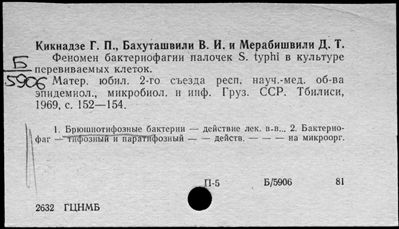 Кикнадзе Г. П., Бахуташвили В. И. и Мерабишвили Д. Т.
Феномен бактериофагии палочек S. typhi в культуре
перевиваемых клеток.
Б/5906
Матер. юбил. 2-го съезда респ. науч.-мед. об-ва
эпидемиол., микробиол. и инф. Груз. ССР. Тбилиси,
1969, с. 152—154.
1. Брюшнотифозные бактерии — действие лек. в-в.. 2. Бактерио-
фаг — тифозный и паратифозный — — действ. — — — на микроорг.
П-5 Б/5906 81
2632 ГЦНМБ